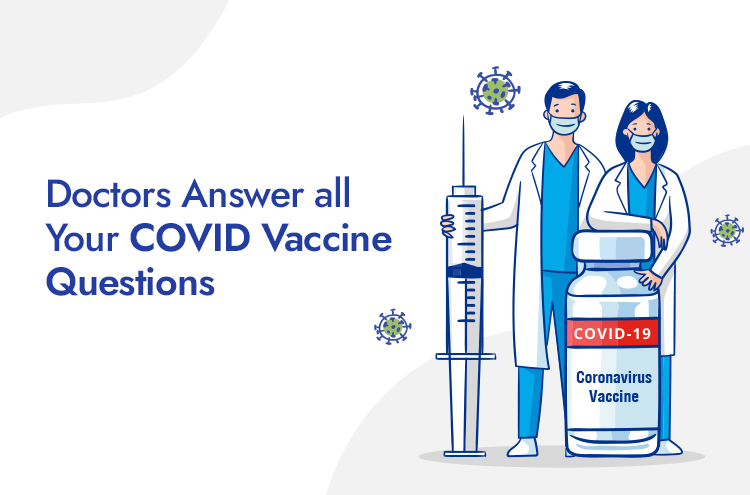 Doctors Answer all
Your COVID Vaccine
Questions
COVID-19
Coronavirus
Vaccine